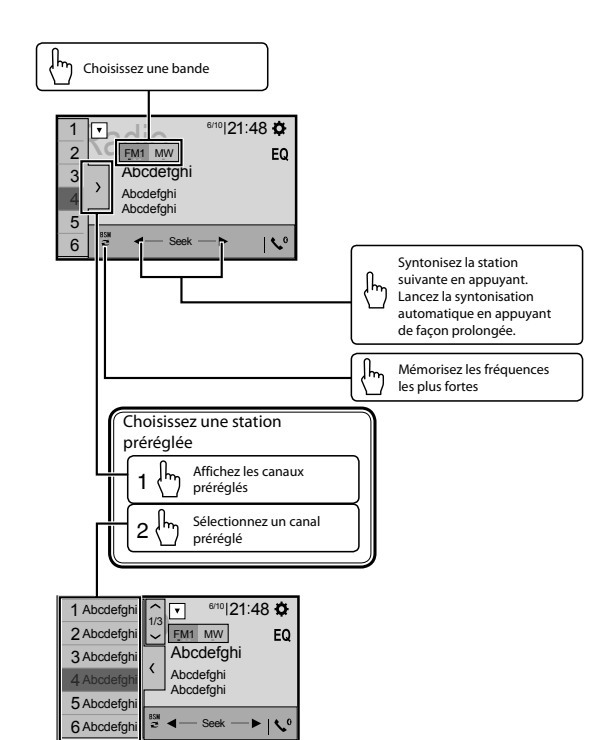 Choisissez une bande
1
2
3
4
5
6
Radio
6/10|21:48
FM1 MW
EQ
Abcdefghi
Abcdefghi
Abcdefghi
BSM
Seek
0
Syntonisez la station
suivante en appuyant.
Lancez la syntonisation
automatique en appuyant
de façon prolongée.
Mémorisez les fréquences
les plus fortes
Choisissez une station
préréglée
1
Affichez les canaux
préréglés
2
Sélectionnez un canal
préréglé
1 Abcdefghi
2 Abcdefghi
3 Abcdefghi
4 Abcdefghi
5 Abcdefghi
6 Abcdefghi
1/3
6/10|21:48
FM1 MW
EQ
Abcdefghi
Abcdefghi
Abcdefghi
BSM
Seek
0